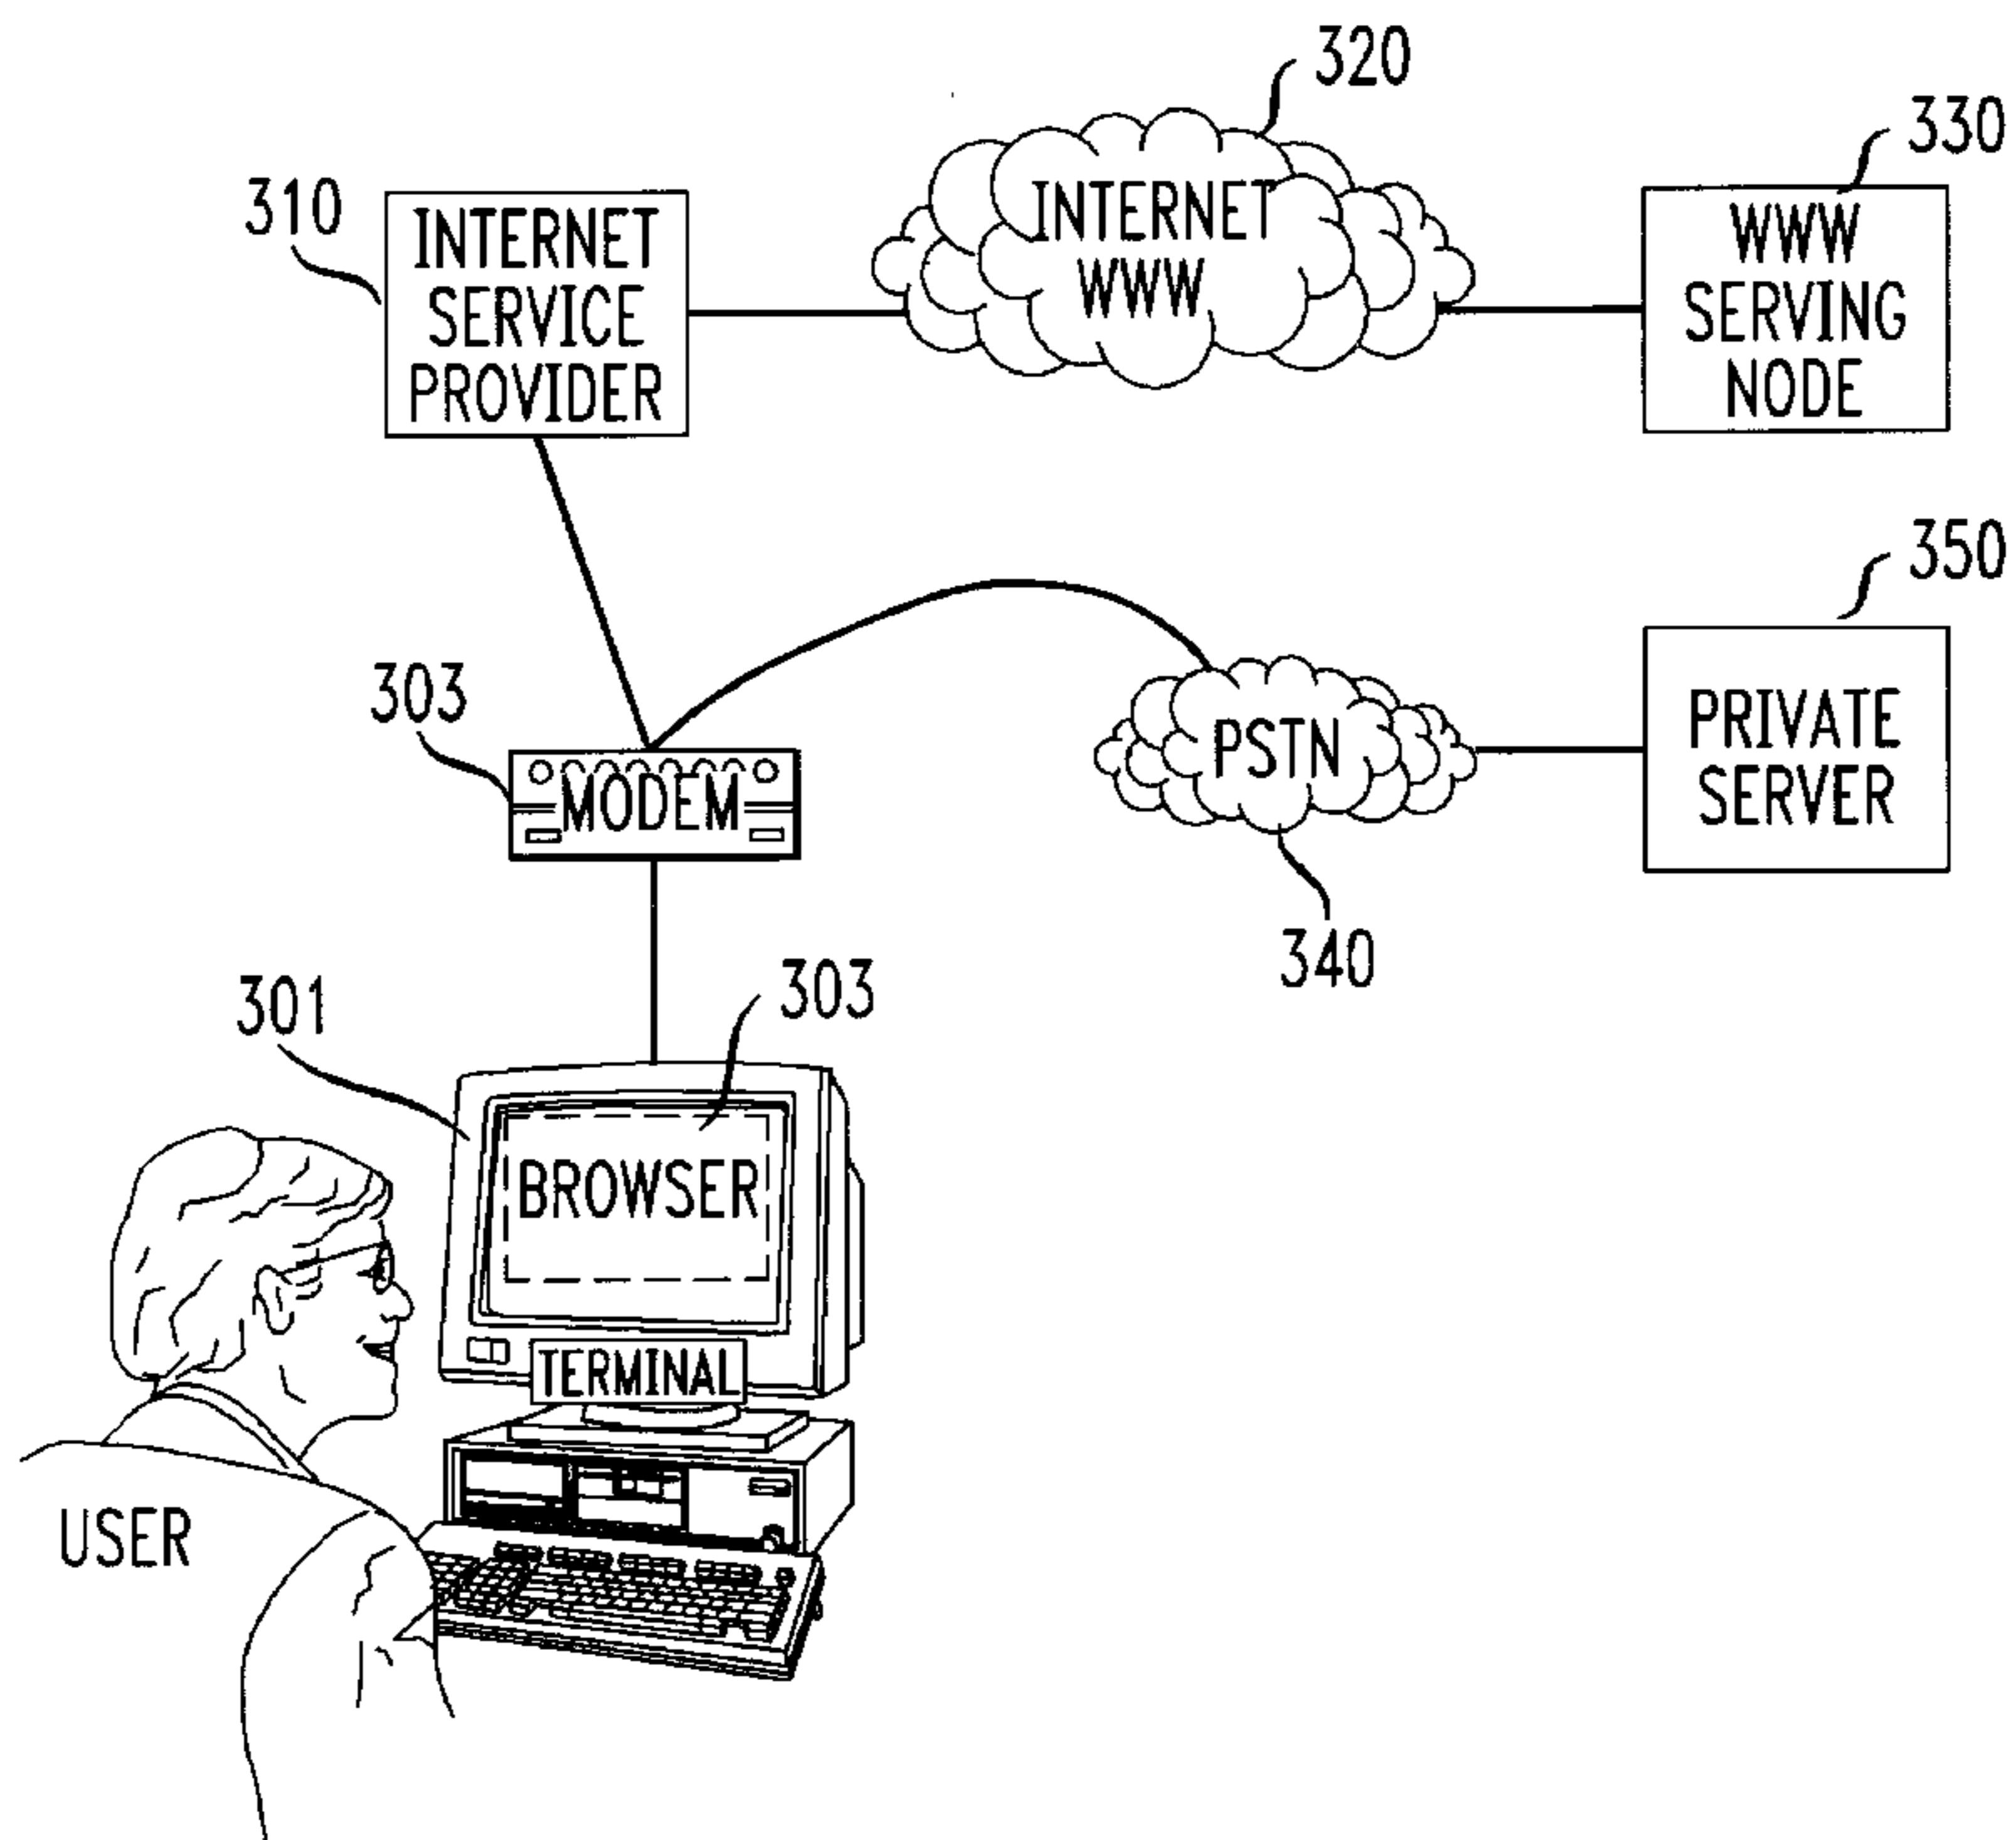 320
330
310
INTERNET
SERVICE
PROVIDER
INTERNET
WWW
WWW
SERVING
NODE
350
303
MODEM
PSTN
PRIVATE
SERVER
340
301
303
BROWSER
TERMINAL
USER